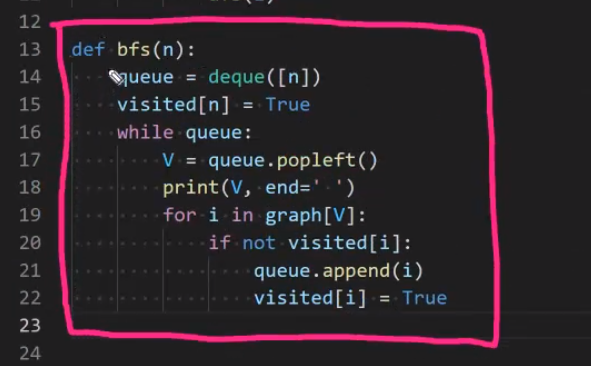 12
13 def bfs(n):
14 queue = deque([n])
15 visited[n] = True
16 while queue:
17 V = queue.popleft()
18 print(V, end=' ')
19 for i in graph[V]:
20 if not visited[i]:
21 queue.append(i)
22 visited[i] = True
23
24